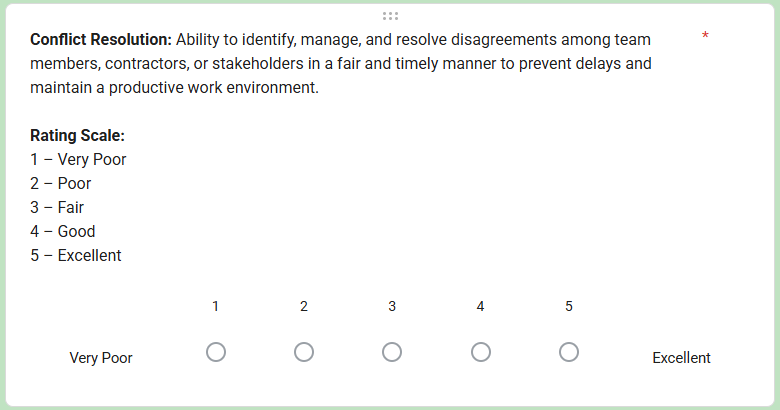 Conflict Resolution: Ability to identify, manage, and resolve disagreements among team *
members, contractors, or stakeholders in a fair and timely manner to prevent delays and
maintain a productive work environment.
Rating Scale:
1 – Very Poor
2 – Poor
3 – Fair
4 – Good
5 – Excellent
1 2 3 4 5
Very Poor Excellent